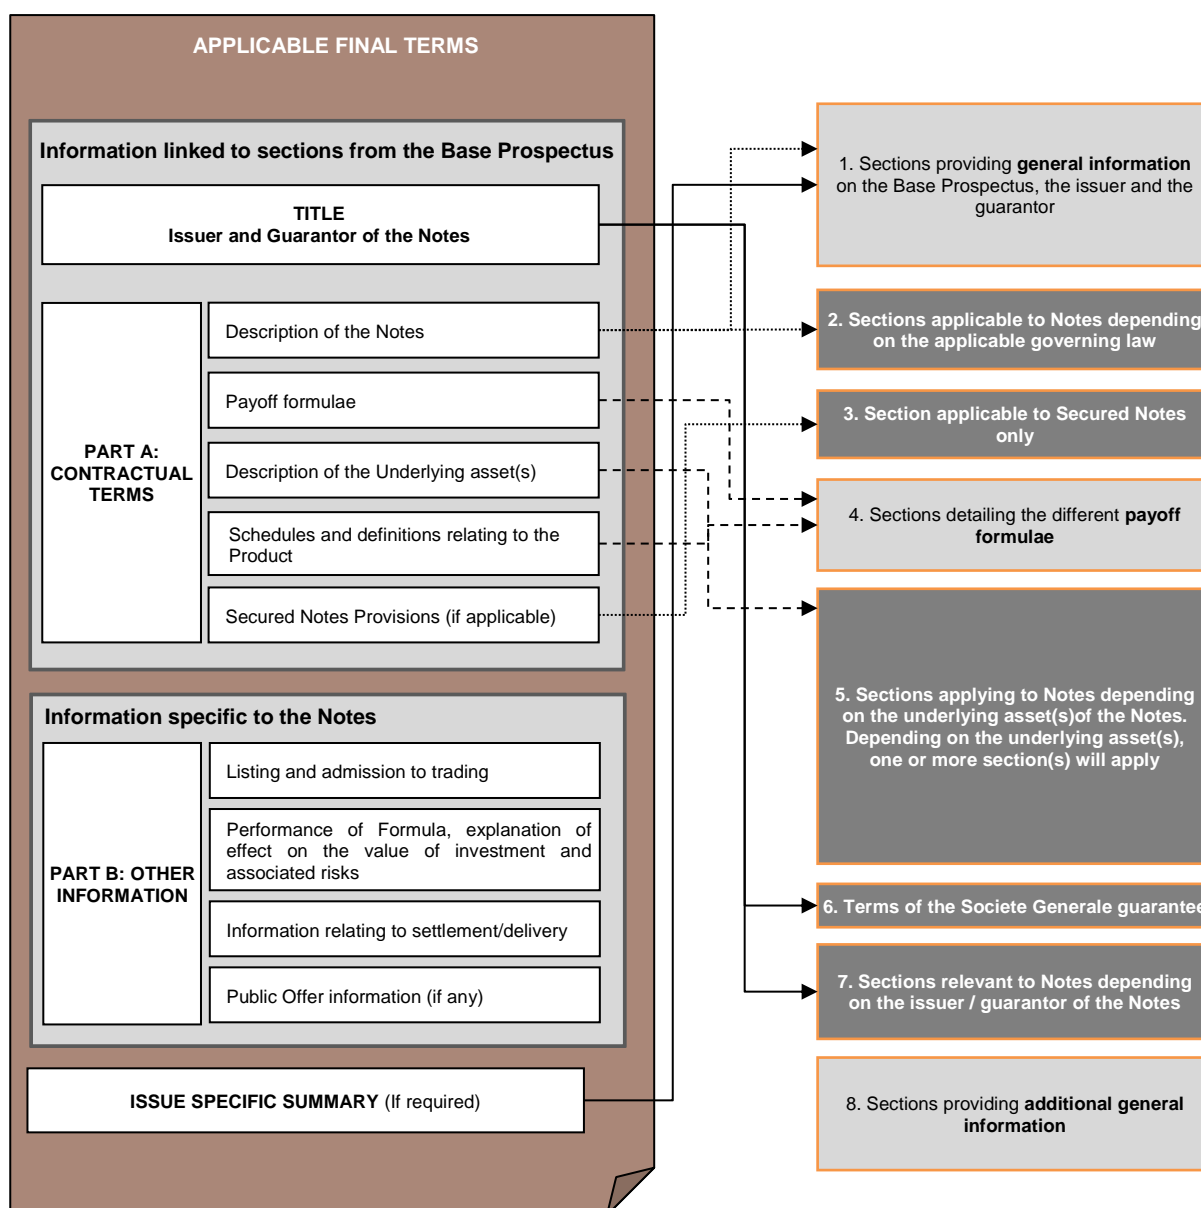 APPLICABLE FINAL TERMS
Information linked to sections from the Base Prospectus
TITLE
Issuer and Guarantor of the Notes
PART A:
CONTRACTUAL
TERMS
Description of the Notes
Payoff formulae
Description of the Underlying asset(s)
Schedules and definitions relating to the
Product
Secured Notes Provisions (if applicable)
Information specific to the Notes
PART B: OTHER
INFORMATION
Listing and admission to trading
Performance of Formula, explanation of
effect on the value of investment and
associated risks
Information relating to settlement/delivery
Public Offer information (if any)
ISSUE SPECIFIC SUMMARY (If required)
1. Sections providing general information
on the Base Prospectus, the issuer and the
guarantor
2. Sections applicable to Notes depending
on the applicable governing law
3. Section applicable to Secured Notes
only
4. Sections detailing the different payoff
formulae
5. Sections applying to Notes depending
on the underlying asset(s)of the Notes.
Depending on the underlying asset(s),
one or more section(s) will apply
6. Terms of the Societe Generale guarantee
7. Sections relevant to Notes depending
on the issuer / guarantor of the Notes
8. Sections providing additional general
information